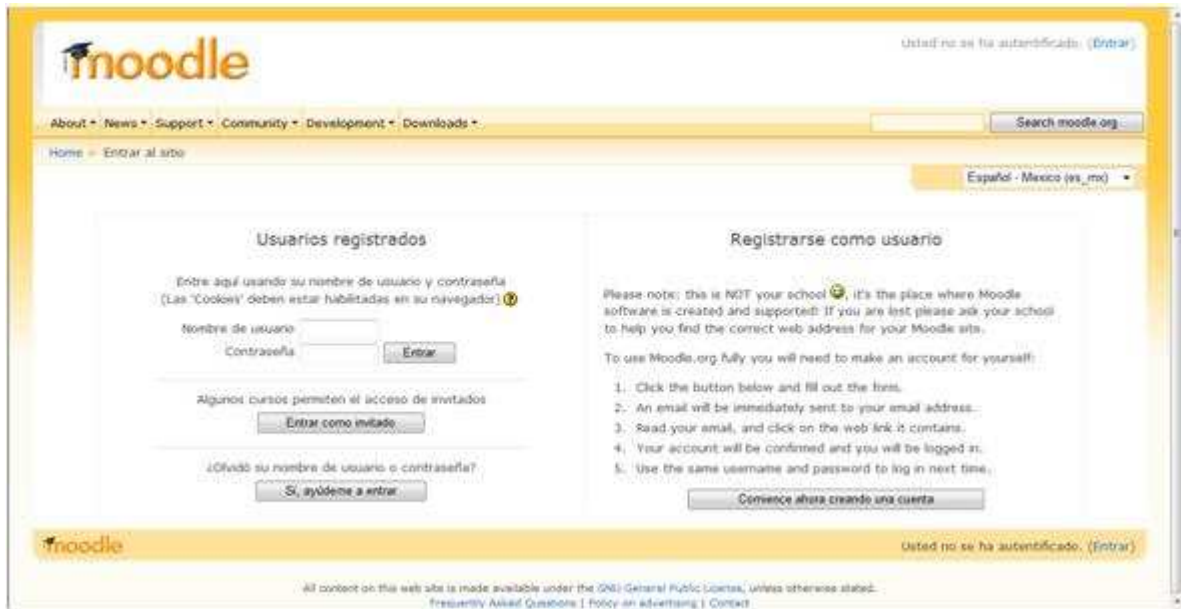 moodle
Usted no se ha autentificado. (Entrar)
About News Support Community Development Downloads
Search moodle.org
Home Entrar al sitio
Español - Mexico (es_mx)
Usuarios registrados
Entre aquí usando su nombre de usuario y contraseña
(Las 'Cookies' deben estar habilitadas en su navegador)
Nombre de usuario
Contraseña
Entrar
Algunos cursos permiten el acceso de invitados
Entrar como invitado
¿Olvidó su nombre de usuario o contraseña?
Sí, ayúdeme a entrar
Registrarse como usuario
Please note: this is NOT your school, it's the place where Moodle
software is created and supported! If you are lost please ask your school
to help you find the correct web address for your Moodle site.
To use Moodle.org fully you will need to make an account for yourself:
1. Click the button below and fill out the form.
2. An email will be immediately sent to your email address.
3. Read your email, and click on the web link it contains.
4. Your account will be confirmed and you will be logged in.
5. Use the same username and password to log in next time.
Comience ahora creando una cuenta
moodle
Usted no se ha autentificado. (Entrar)
All content on this web site is made available under the GNU General Public License, unless otherwise stated.
Frequently Asked Questions | Policy on advertising | Contact